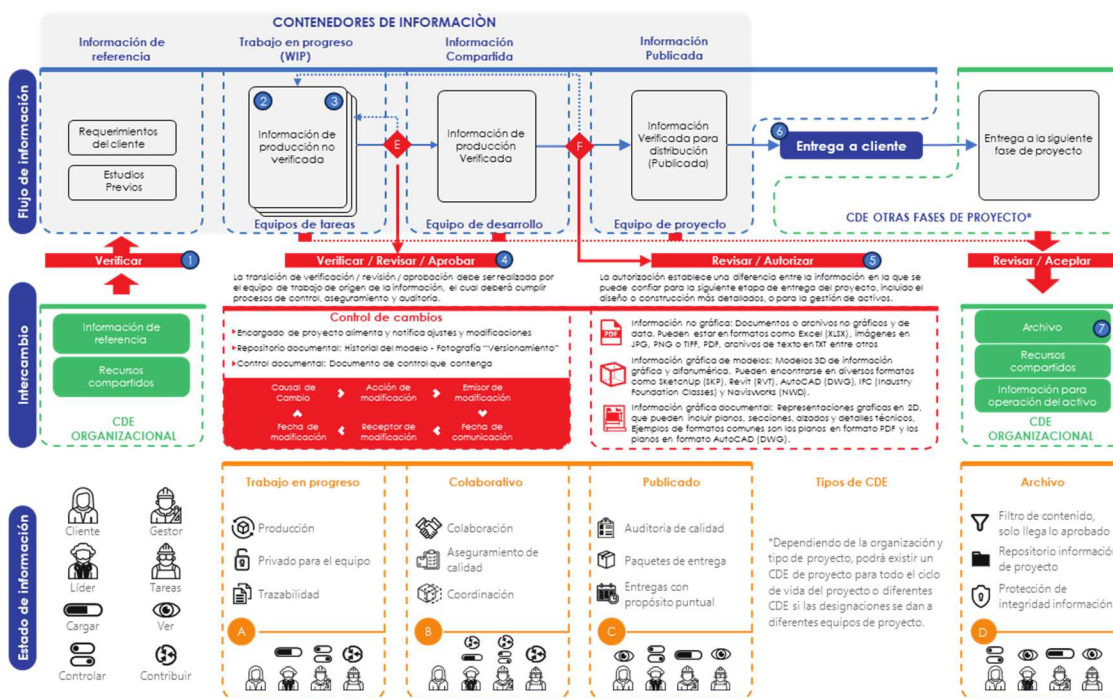 CONTENEDORES DE INFORMACIÒN
Información de
referencia
Trabajo en progreso
(WIP)
Información
Compartida
Información
Publicada
Flujo de información
Requerimientos
del cliente
Estudios
Previos
2
3
Información de
producción no
verificada
E
Información de
producción
Verificada
F
Información
Verificada para
distribución
(Publicada)
6
Entrega a cliente
Entrega a la siguiente
fase de proyecto
Equipos de tareas
Equipo de desarrollo
Equipo de proyecto
CDE OTRAS FASES DE PROYECTO*
Verificar
1
Verificar / Revisar / Aprobar
4
Revisar / Autorizar
5
Revisar / Aceptar
La transición de verificación / revisión / aprobación debe ser realizada por
el equipo de trabajo de origen de la información, el cual deberá cumplir
procesos de control, aseguramiento y auditoria.
La autorización establece una diferencia entre la información en la que se
puede confiar para la siguiente etapa de entrega del proyecto, incluido el
diseño o construcción más detallados, o para la gestión de activos.
Intercambio
Información de
referencia
Recursos
compartidos
CDE
ORGANIZACIONAL
Control de cambios
Encargado de proyecto alimenta y notifica ajustes y modificaciones
Repositorio documental: Historial del modelo - Fotografía "Versionamiento"
Control documental: Documento de control que contenga
Causal de
Cambio
Acción de
modificación
Emisor de
modificación
Fecha de
modificación
Receptor de
modificación
Fecha de
comunicación
PDF
Información no gráfica: Documentos o archivos no gráficos y de
data. Pueden estar en formatos como Excel (XLSX), imágenes en
JPG, PNG o TIFF, PDF, archivos de texto en TXT entre otros
Información gráfica de modelos: Modelos 3D de información
gráfica y alfanumérica. Pueden encontrarse en diversos formatos
como SketchUp (SKP), Revit (RVT), AutoCAD (DWG), IFC (Industry
Foundation Classes) y Navisworks (NWD).
Información gráfica documental: Representaciones graficas en 2D,
que pueden incluir planos, secciones, alzados y detalles técnicos.
Ejemplos de formatos comunes son los planos en formato PDF y los
planos en formato AutoCAD (DWG).
Archivo
7
Recursos
compartidos
Información para
operación del activo
CDE
ORGANIZACIONAL
Estado de información
Cliente
Gestor
Líder
Tareas
Cargar
Ver
Controlar
Contribuir
Trabajo en progreso
Producción
Privado para el equipo
Trazabilidad
A
Colaborativo
Colaboración
Aseguramiento de
calidad
Coordinación
B
Publicado
Auditoria de calidad
Paquetes de entrega
Entregas con
propósito puntual
C
Tipos de CDE
*Dependiendo de la organización y
tipo de proyecto, podrá existir un
CDE de proyecto para todo el ciclo
de vida del proyecto o diferentes
CDE si las designaciones se dan a
diferentes equipos de proyecto.
Archivo
Filtro de contenido,
solo llega lo aprobado
Repositorio información
de proyecto
Protección de
integridad información
D